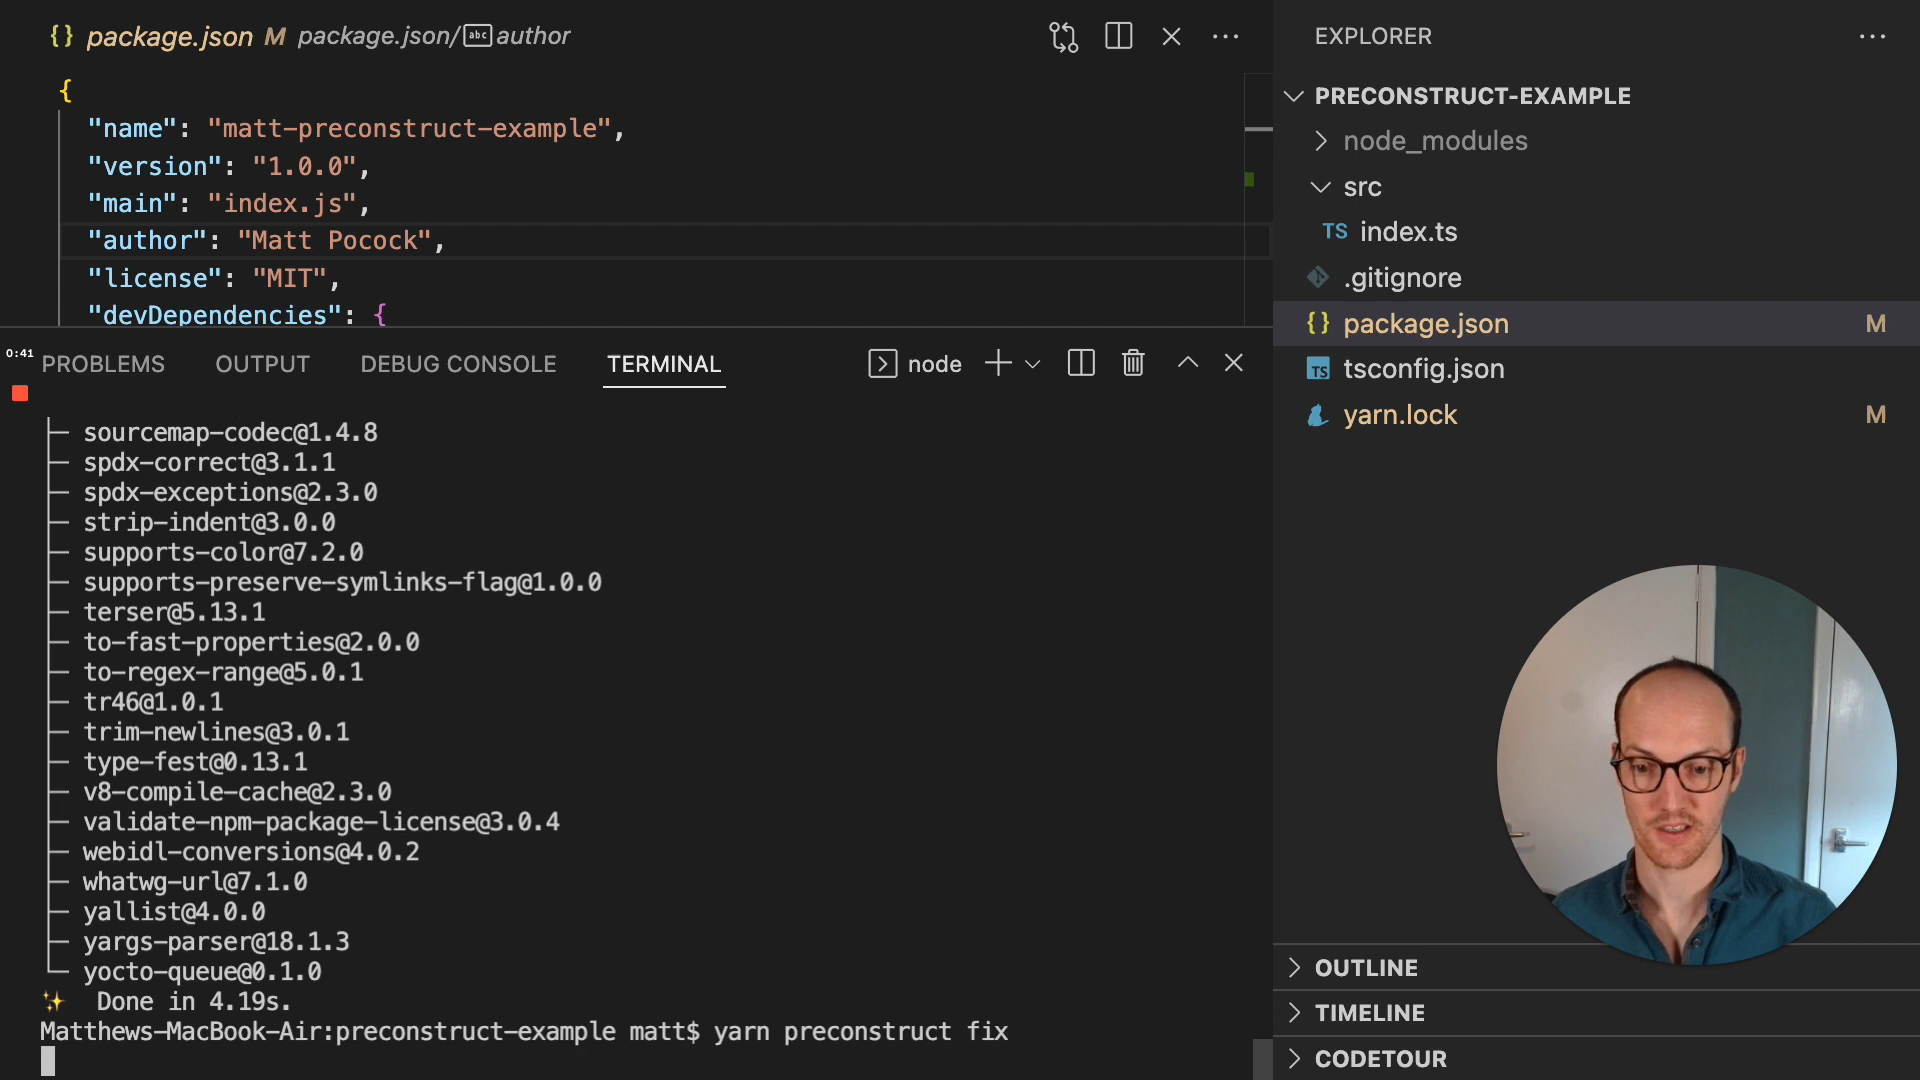 {} package.json M package.json/abc author
{
"name": "matt-preconstruct-example",
"version": "1.0.0",
"main": "index.js",
"author": "Matt Pocock",
"license": "MIT",
"devDependencies": {
0:41
PROBLEMS OUTPUT DEBUG CONSOLE TERMINAL node
├─ sourcemap-codec@1.4.8
├─ spdx-correct@3.1.1
├─ spdx-exceptions@2.3.0
├─ strip-indent@3.0.0
├─ supports-color@7.2.0
├─ supports-preserve-symlinks-flag@1.0.0
├─ terser@5.13.1
├─ to-fast-properties@2.0.0
├─ to-regex-range@5.0.1
├─ tr46@1.0.1
├─ trim-newlines@3.0.1
├─ type-fest@0.13.1
├─ v8-compile-cache@2.3.0
├─ validate-npm-package-license@3.0.4
├─ webidl-conversions@4.0.2
├─ whatwg-url@7.1.0
├─ yallist@4.0.0
├─ yargs-parser@18.1.3
└─ yocto-queue@0.1.0
✨ Done in 4.19s.
Matthews-MacBook-Air:preconstruct-example matt$ yarn preconstruct fix
EXPLORER
PRECONSTRUCT-EXAMPLE
node_modules
src
TS index.ts
.gitignore
{} package.json M
TS tsconfig.json
yarn.lock M
OUTLINE
TIMELINE
CODETOUR